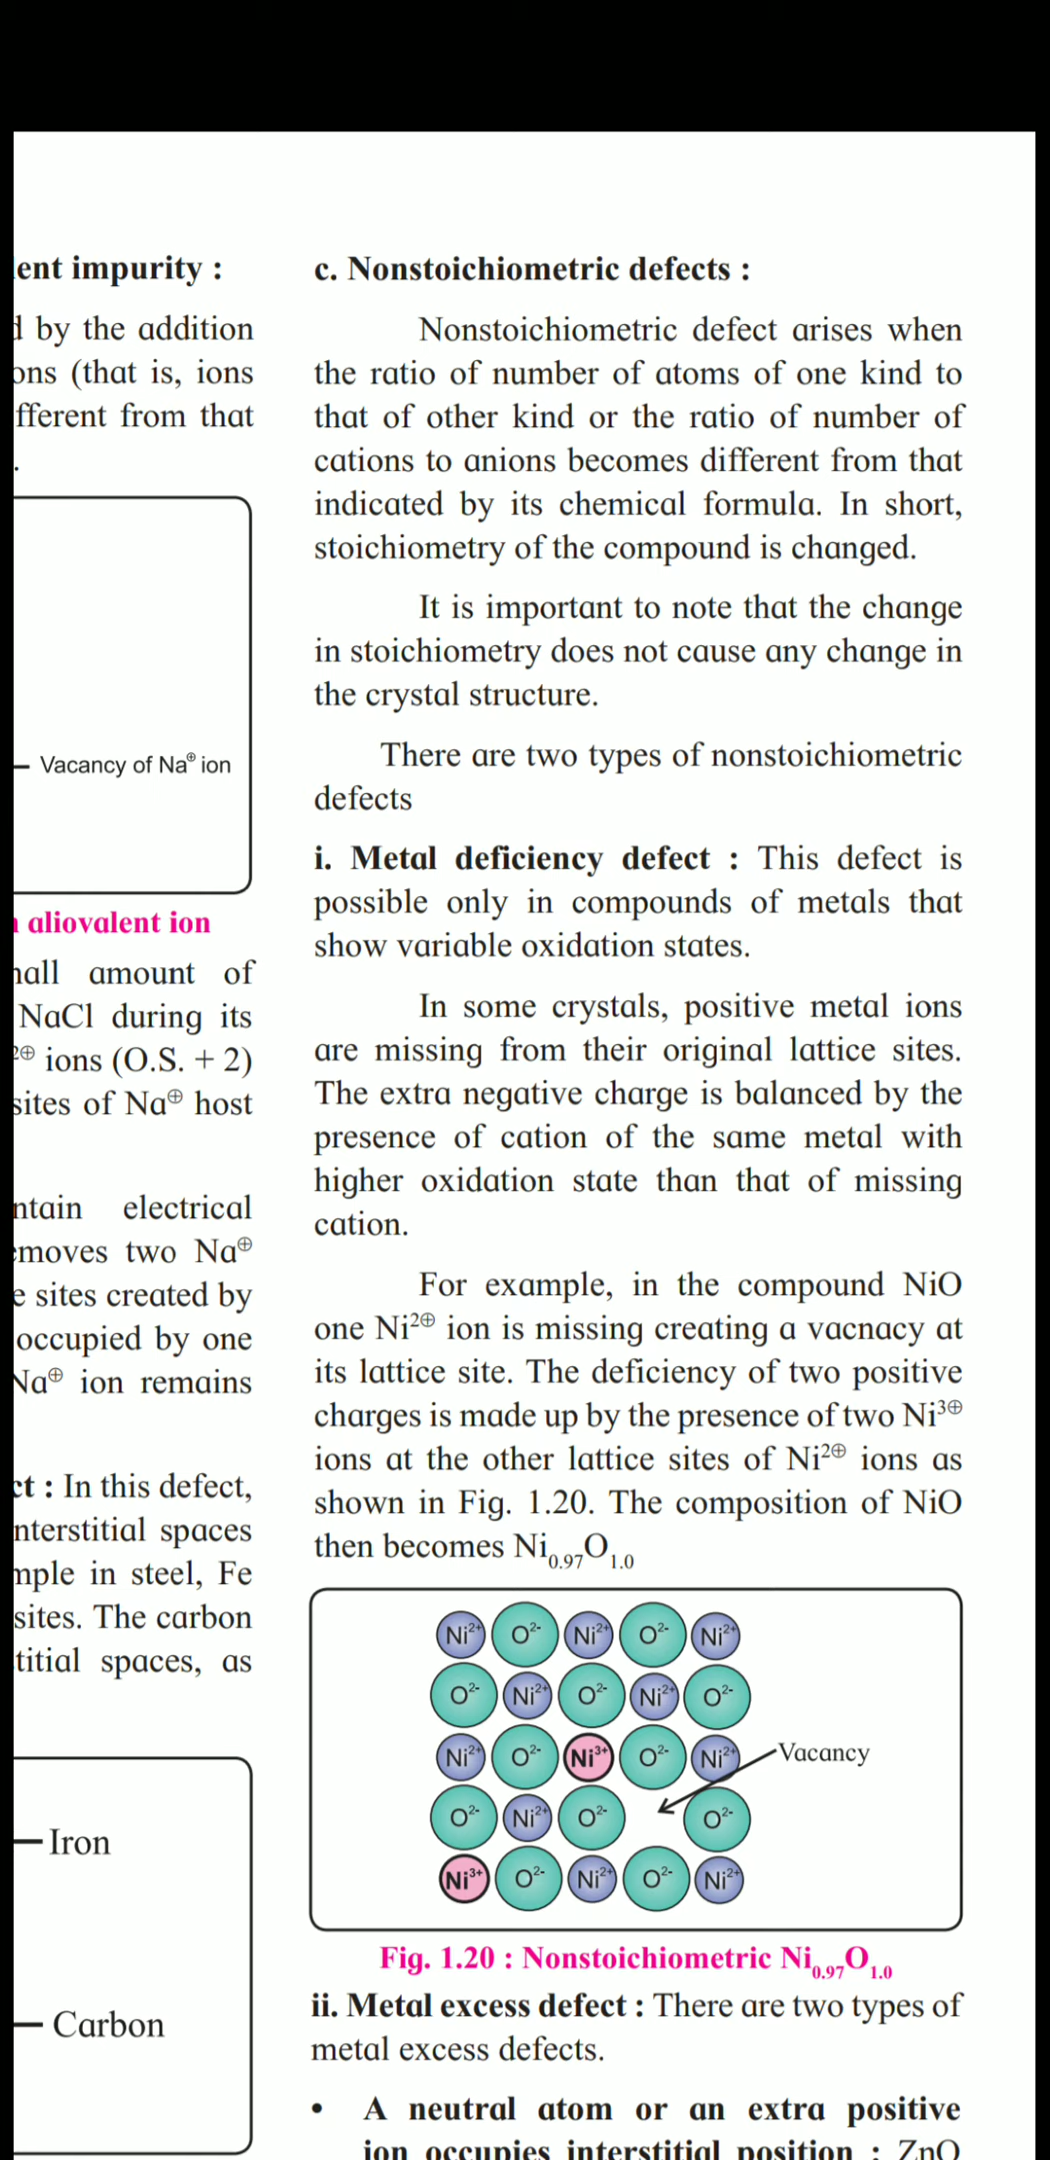 ent impurity :
by the addition
ons (that is, ions
fferent from that
.
Vacancy of Na⊕ ion
aliovalent ion
amount of
NaCl during its
2⊕ ions (O.S. + 2)
sites of Na⊕ host
ntain electrical
emoves two Na⊕
e sites created by
occupied by one
Na⊕ ion remains
ct : In this defect,
nterstitial spaces
mple in steel, Fe
sites. The carbon
titial spaces, as
Iron
Carbon
c. Nonstoichiometric defects :
Nonstoichiometric defect arises when
the ratio of number of atoms of one kind to
that of other kind or the ratio of number of
cations to anions becomes different from that
indicated by its chemical formula. In short,
stoichiometry of the compound is changed.
It is important to note that the change
in stoichiometry does not cause any change in
the crystal structure.
There are two types of nonstoichiometric
defects
i. Metal deficiency defect : This defect is
possible only in compounds of metals that
show variable oxidation states.
In some crystals, positive metal ions
are missing from their original lattice sites.
The extra negative charge is balanced by the
presence of cation of the same metal with
higher oxidation state than that of missing
cation.
For example, in the compound NiO
one Ni2⊕ ion is missing creating a vacnacy at
its lattice site. The deficiency of two positive
charges is made up by the presence of two Ni3⊕
ions at the other lattice sites of Ni2⊕ ions as
shown in Fig. 1.20. The composition of NiO
then becomes Ni0.97O1.0
Ni2+ O2- Ni2+ O2- Ni2+
O2- Ni2+ O2- Ni2+ O2-
Ni2+ O2- Ni3+ O2- Ni2+ Vacancy
O2- Ni2+ O2- O2-
Ni3+ O2- Ni2+ O2- Ni2+
Fig. 1.20 : Nonstoichiometric Ni0.97O1.0
ii. Metal excess defect : There are two types of
metal excess defects.
• A neutral atom or an extra positive
ion occupies interstitial position : ZnO